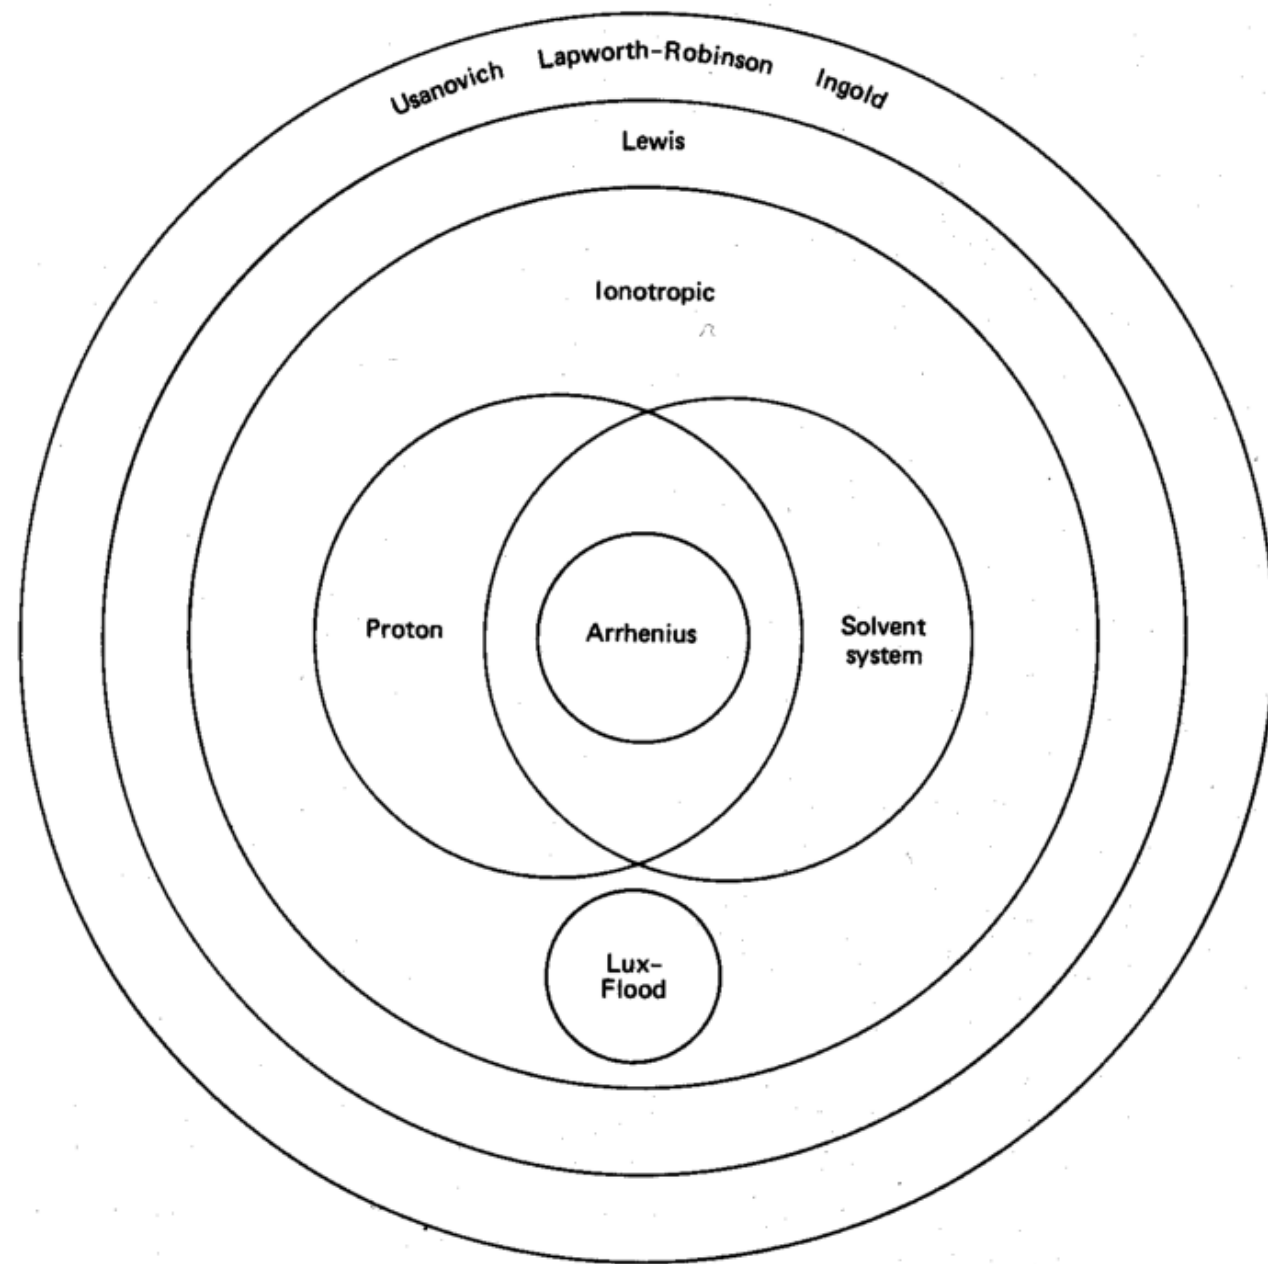 Usanovich Lapworth-Robinson Ingold
Lewis
Ionotropic
Proton
Arrhenius
Solvent
system
Lux-
Flood